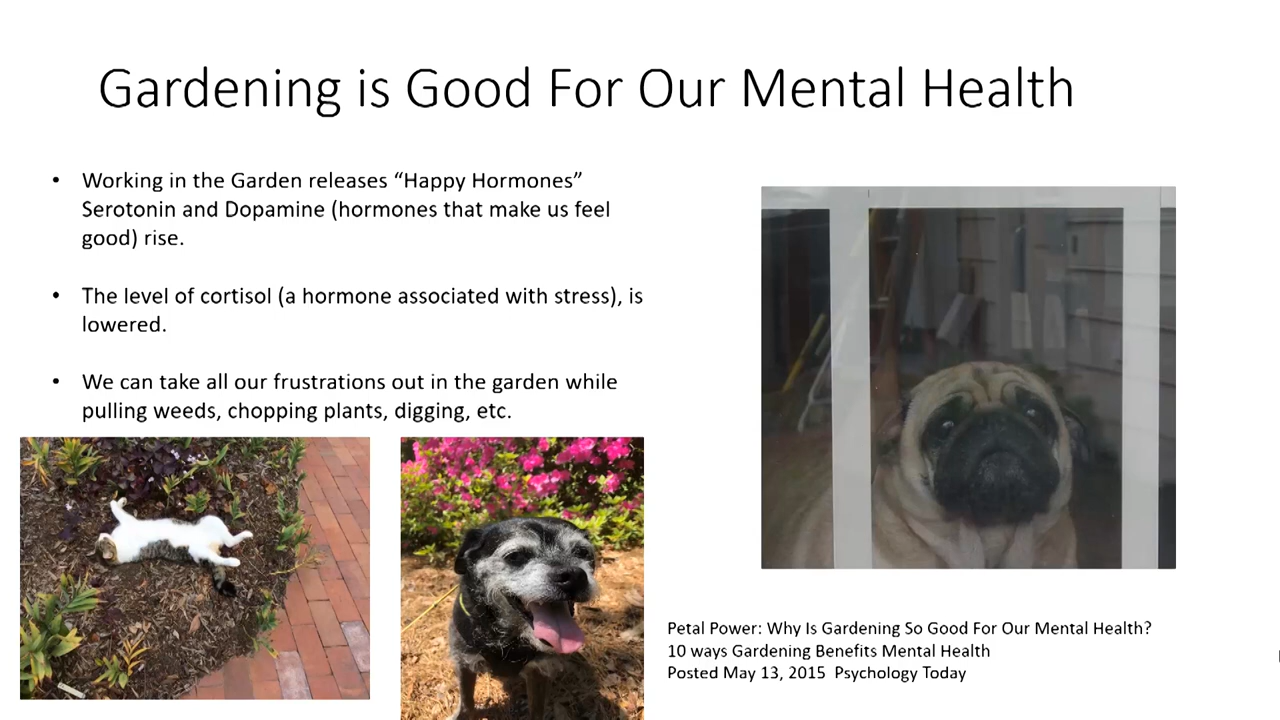 Gardening is Good For Our Mental Health
• Working in the Garden releases “Happy Hormones”
Serotonin and Dopamine (hormones that make us feel
good) rise.
• The level of cortisol (a hormone associated with stress), is
lowered.
• We can take all our frustrations out in the garden while
pulling weeds, chopping plants, digging, etc.
Petal Power: Why Is Gardening So Good For Our Mental Health?
10 ways Gardening Benefits Mental Health
Posted May 13, 2015  Psychology Today